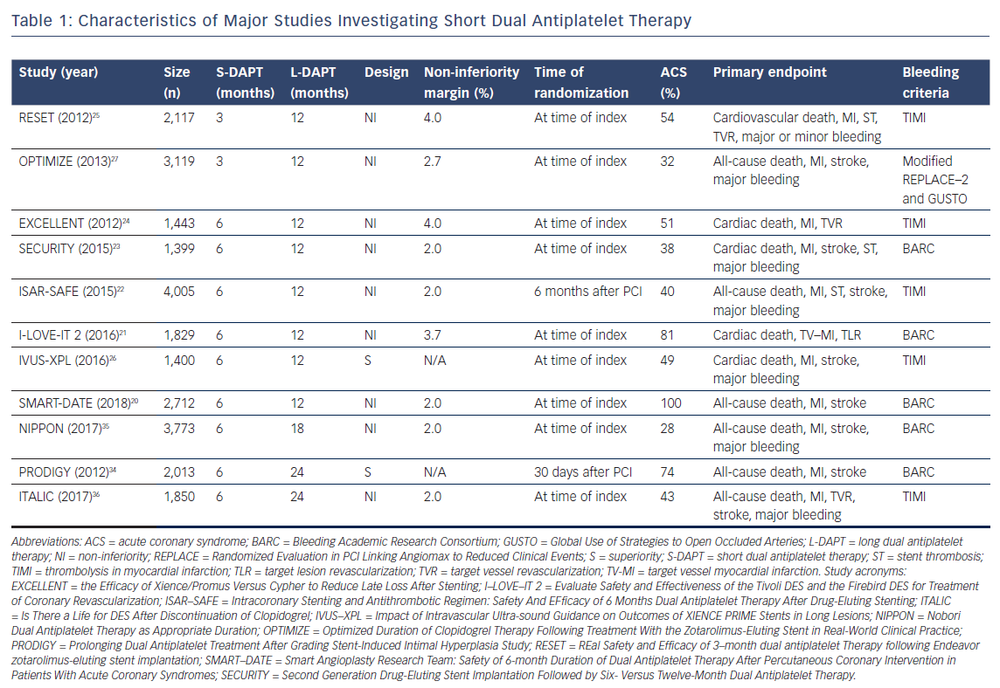 Table 1: Characteristics of Major Studies Investigating Short Dual Antiplatelet Therapy
Study (year) Size (n) S-DAPT (months) L-DAPT (months) Design Non-inferiority margin (%) Time of randomization ACS (%) Primary endpoint Bleeding criteria
RESET (2012)25 2,117 3 12 NI 4.0 At time of index 54 Cardiovascular death, MI, ST, TVR, major or minor bleeding TIMI
OPTIMIZE (2013)27 3,119 3 12 NI 2.7 At time of index 32 All-cause death, MI, stroke, major bleeding Modified REPLACE–2 and GUSTO
EXCELLENT (2012)24 1,443 6 12 NI 4.0 At time of index 51 Cardiac death, MI, TVR TIMI
SECURITY (2015)23 1,399 6 12 NI 2.0 At time of index 38 Cardiac death, MI, stroke, ST, major bleeding BARC
ISAR-SAFE (2015)22 4,005 6 12 NI 2.0 6 months after PCI 40 All-cause death, MI, ST, stroke, major bleeding TIMI
I-LOVE-IT 2 (2016)21 1,829 6 12 NI 3.7 At time of index 81 Cardiac death, TV–MI, TLR BARC
IVUS-XPL (2016)26 1,400 6 12 S N/A At time of index 49 Cardiac death, MI, stroke, major bleeding TIMI
SMART-DATE (2018)20 2,712 6 12 NI 2.0 At time of index 100 All-cause death, MI, stroke BARC
NIPPON (2017)35 3,773 6 18 NI 2.0 At time of index 28 All-cause death, MI, stroke, major bleeding BARC
PRODIGY (2012)34 2,013 6 24 S N/A 30 days after PCI 74 All-cause death, MI, stroke BARC
ITALIC (2017)36 1,850 6 24 NI 2.0 At time of index 43 All-cause death, MI, TVR, stroke, major bleeding TIMI
Abbreviations: ACS = acute coronary syndrome; BARC = Bleeding Academic Research Consortium; GUSTO = Global Use of Strategies to Open Occluded Arteries; L-DAPT = long dual antiplatelet
therapy; NI = non-inferiority; REPLACE = Randomized Evaluation in PCI Linking Angiomax to Reduced Clinical Events; S = superiority; S-DAPT = short dual antiplatelet therapy; ST = stent thrombosis;
TIMI = thrombolysis in myocardial infarction; TLR = target lesion revascularization; TVR = target vessel revascularization; TV-MI = target vessel myocardial infarction. Study acronyms:
EXCELLENT = the Efficacy of Xience/Promus Versus Cypher to Reduce Late Loss After Stenting; I–LOVE–IT 2 = Evaluate Safety and Effectiveness of the Tivoli DES and the Firebird DES for Treatment
of Coronary Revascularization; ISAR–SAFE = Intracoronary Stenting and Antithrombotic Regimen: Safety And EFficacy of 6 Months Dual Antiplatelet Therapy After Drug-Eluting Stenting; ITALIC
= Is There a Life for DES After Discontinuation of Clopidogrel; IVUS–XPL = Impact of Intravascular Ultra-sound Guidance on Outcomes of XIENCE PRIME Stents in Long Lesions; NIPPON = Nobori
Dual Antiplatelet Therapy as Appropriate Duration; OPTIMIZE = Optimized Duration of Clopidogrel Therapy Following Treatment With the Zotarolimus-Eluting Stent in Real-World Clinical Practice;
PRODIGY = Prolonging Dual Antiplatelet Treatment After Grading Stent-Induced Intimal Hyperplasia Study; RESET = REal Safety and Efficacy of 3–month dual antiplatelet Therapy following Endeavor
zotarolimus-eluting stent implantation; SMART–DATE = Smart Angioplasty Research Team: Safety of 6-month Duration of Dual Antiplatelet Therapy After Percutaneous Coronary Intervention in
Patients With Acute Coronary Syndromes; SECURITY = Second Generation Drug-Eluting Stent Implantation Followed by Six- Versus Twelve-Month Dual Antiplatelet Therapy.